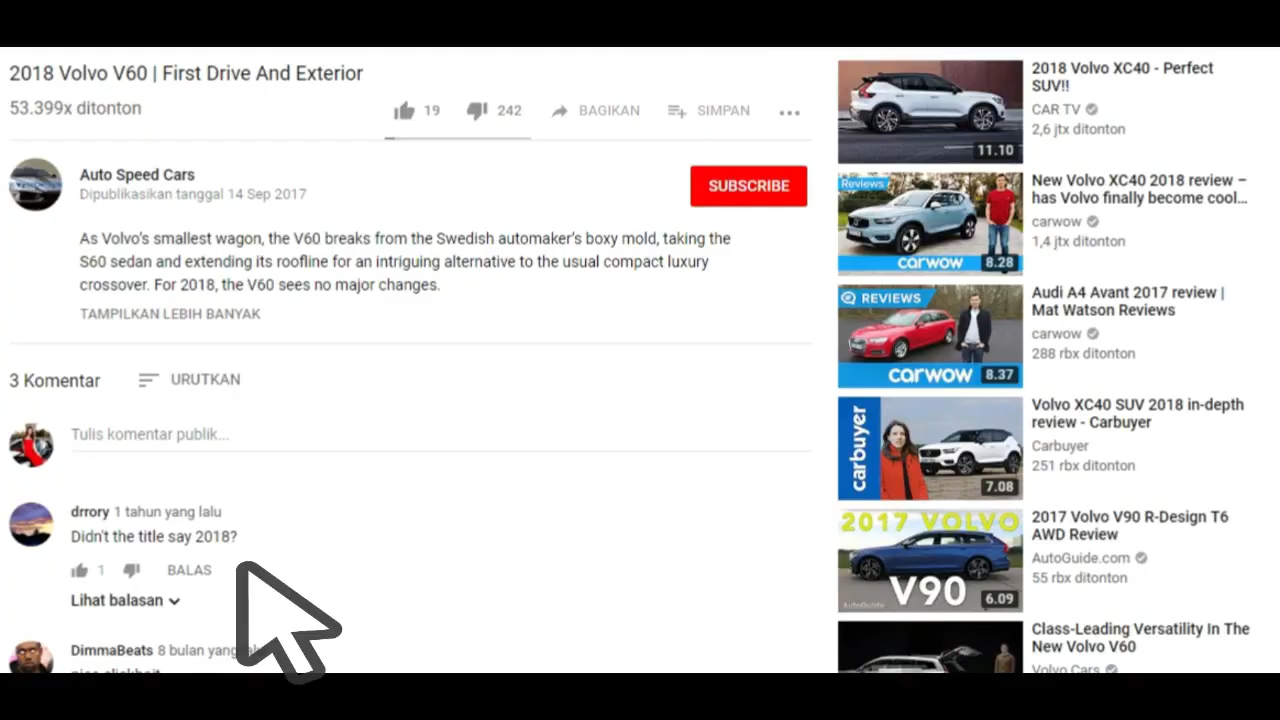 2018 Volvo V60 | First Drive And Exterior
53.399x ditonton
19
242
BAGIKAN
SIMPAN
Auto Speed Cars
Dipublikasikan tanggal 14 Sep 2017
SUBSCRIBE
As Volvo's smallest wagon, the V60 breaks from the Swedish automaker's boxy mold, taking the
S60 sedan and extending its roofline for an intriguing alternative to the usual compact luxury
crossover. For 2018, the V60 sees no major changes.
TAMPILKAN LEBIH BANYAK
3 Komentar
URUTKAN
Tulis komentar publik...
drrory 1 tahun yang lalu
Didn't the title say 2018?
1
BALAS
Lihat balasan
DimmaBeats 8 bulan yang
11.10
2018 Volvo XC40 - Perfect
SUV!!
CAR TV
2,6 jtx ditonton
Reviews
carwow
8.28
New Volvo XC40 2018 review –
has Volvo finally become cool...
carwow
1,4 jtx ditonton
REVIEWS
carwow
8.37
Audi A4 Avant 2017 review |
Mat Watson Reviews
carwow
288 rbx ditonton
carbuyer
7.08
Volvo XC40 SUV 2018 in-depth
review - Carbuyer
Carbuyer
251 rbx ditonton
2017 VOLVO
V90
AutoGuide
6.09
2017 Volvo V90 R-Design T6
AWD Review
AutoGuide.com
55 rbx ditonton
Class-Leading Versatility In The
New Volvo V60
Volvo Cars